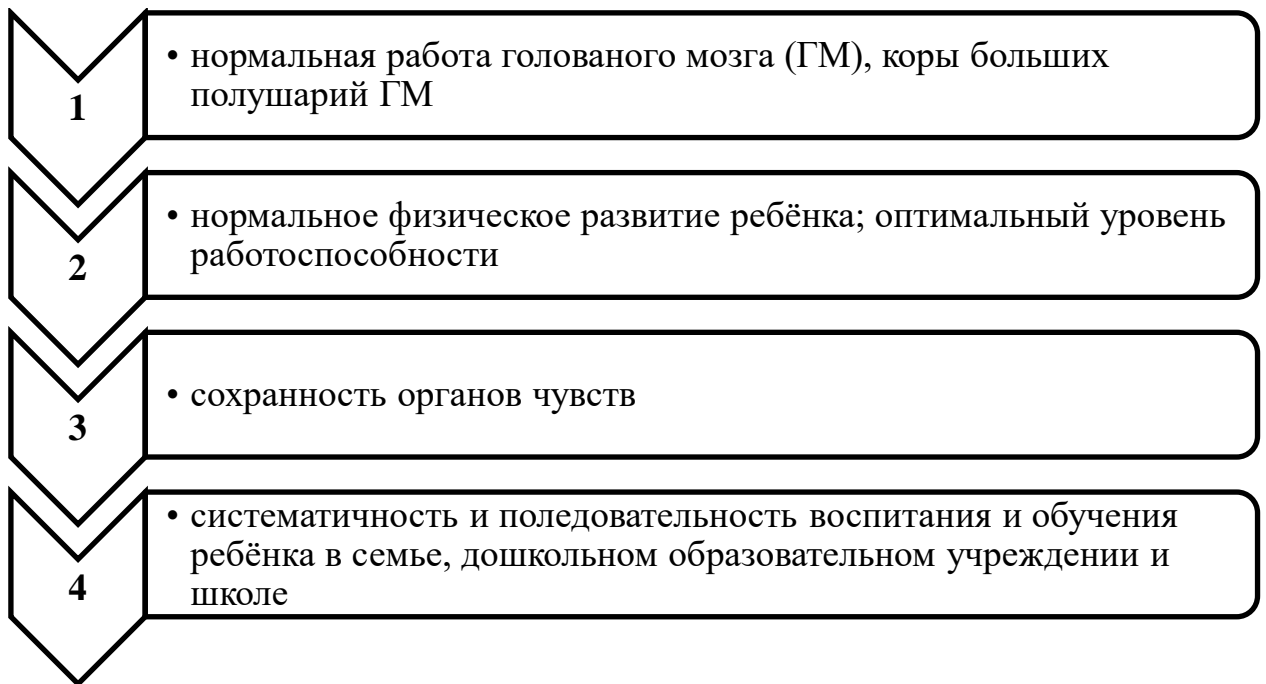 1
• нормальная работа голованого мозга (ГМ), коры больших
полушарий ГМ
2
• нормальное физическое развитие ребёнка; оптимальный уровень
работоспособности
3
• сохранность органов чувств
4
• систематичность и поледовательность воспитания и обучения
ребёнка в семье, дошкольном образовательном учреждении и
школе